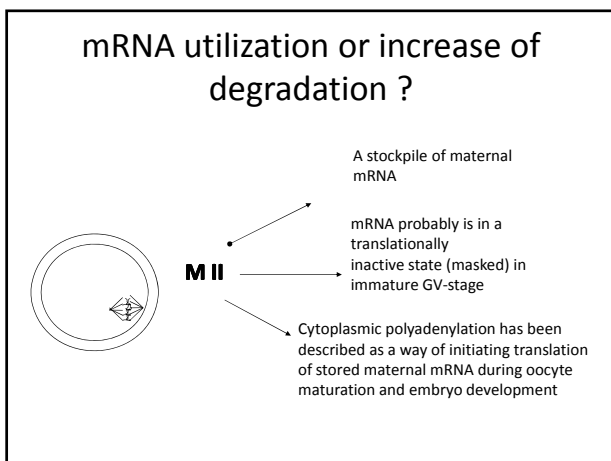 mRNA utilization or increase of
degradation ?
A stockpile of maternal
mRNA
M II
mRNA probably is in a
translationally
inactive state (masked) in
immature GV-stage
Cytoplasmic polyadenylation has been
described as a way of initiating translation
of stored maternal mRNA during oocyte
maturation and embryo development